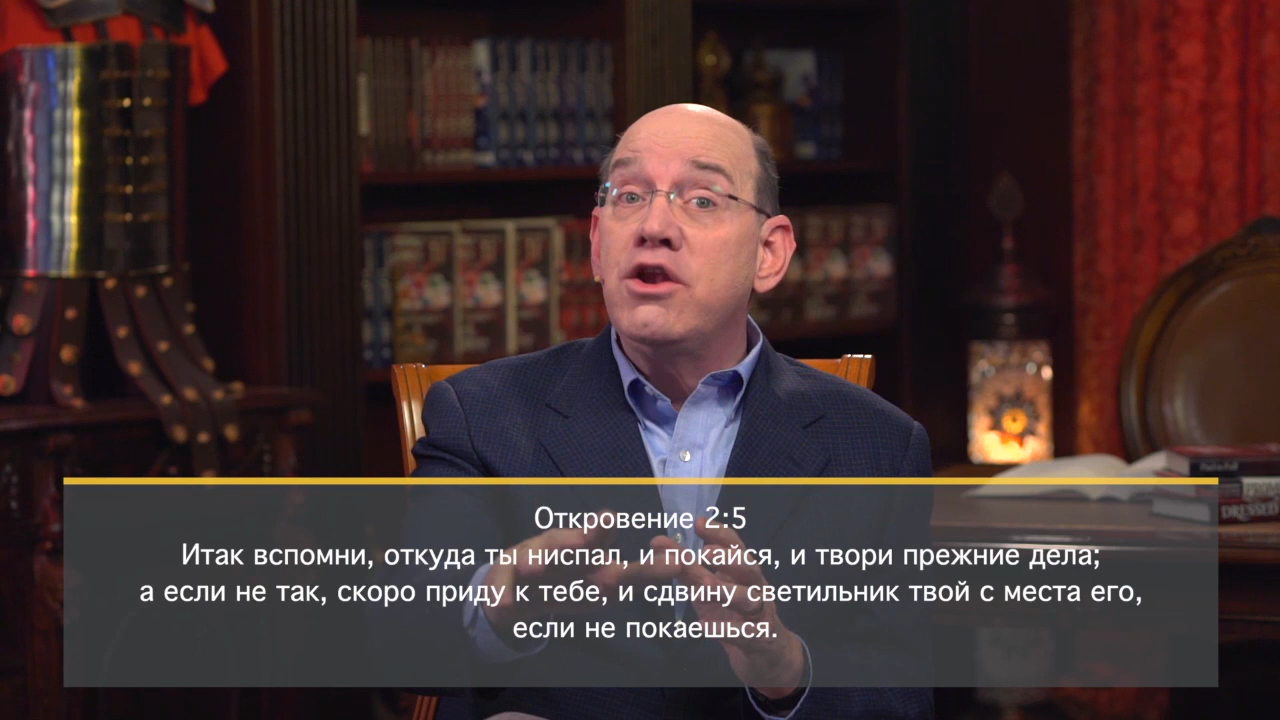 Откровение 2:5
Итак вспомни, откуда ты ниспал, и покайся, и твори прежние дела;
а если не так, скоро приду к тебе, и сдвину светильник твой с места его,
если не покаешься.
DRESSED